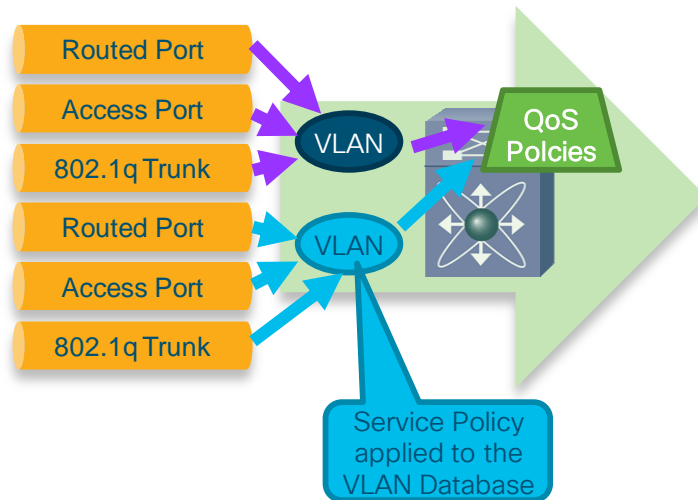 Routed Port
Access Port
802.1q Trunk
Routed Port
Access Port
802.1q Trunk
VLAN
VLAN
QoS
Polcies
Service Policy
applied to the
VLAN Database